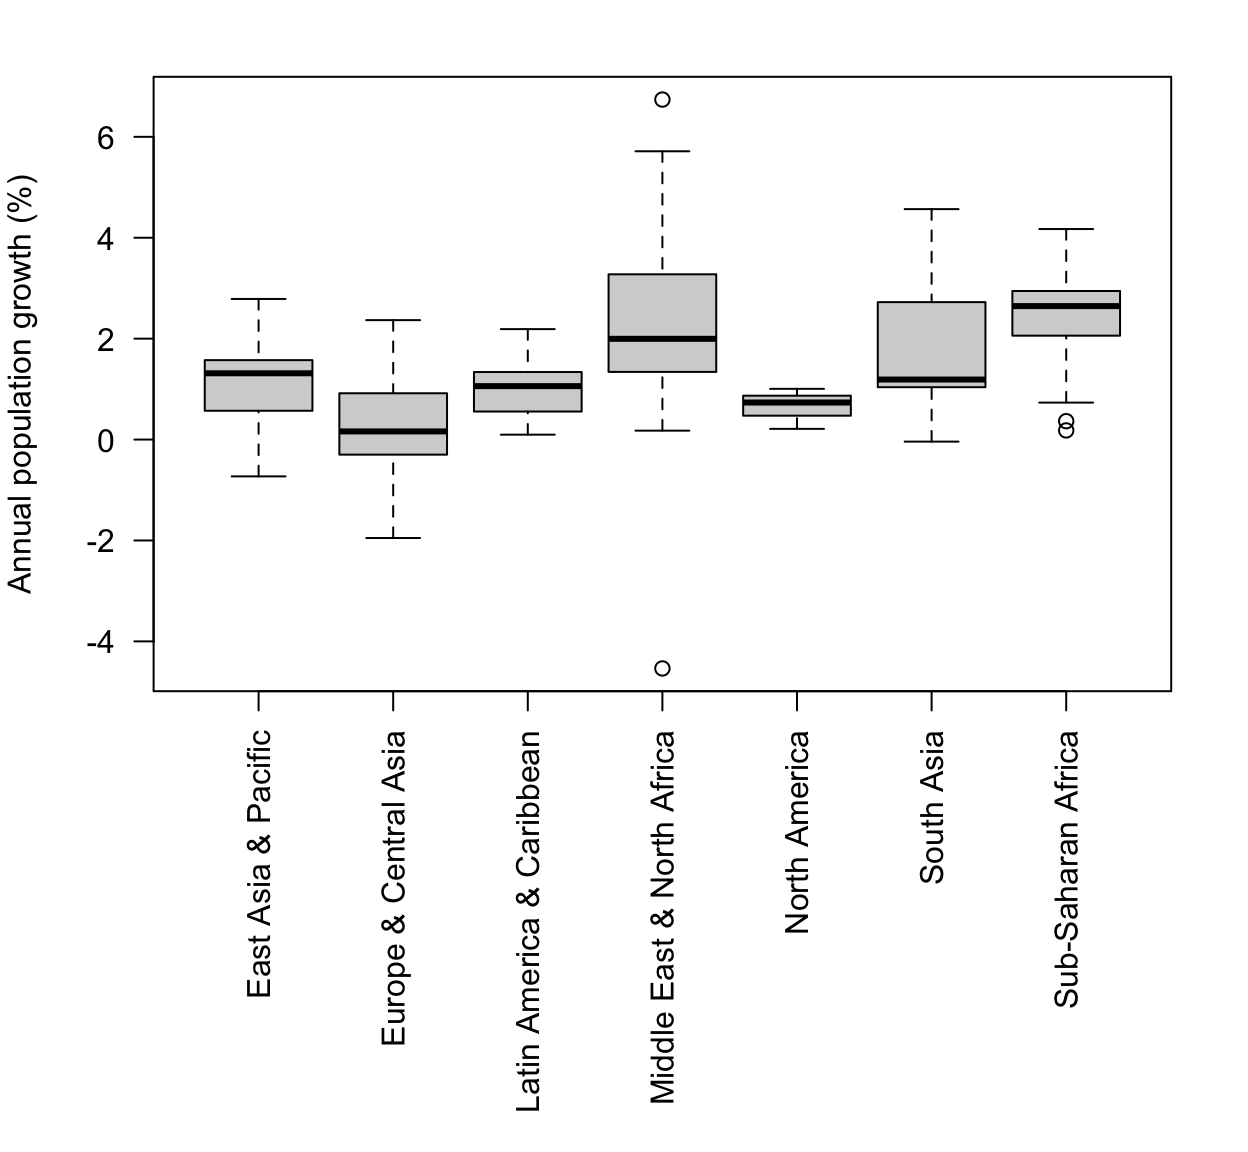 Annual population growth (%)
6
4
2
0
-2
-4
East Asia & Pacific
Europe & Central Asia
Latin America & Caribbean
Middle East & North Africa
North America
South Asia
Sub-Saharan Africa